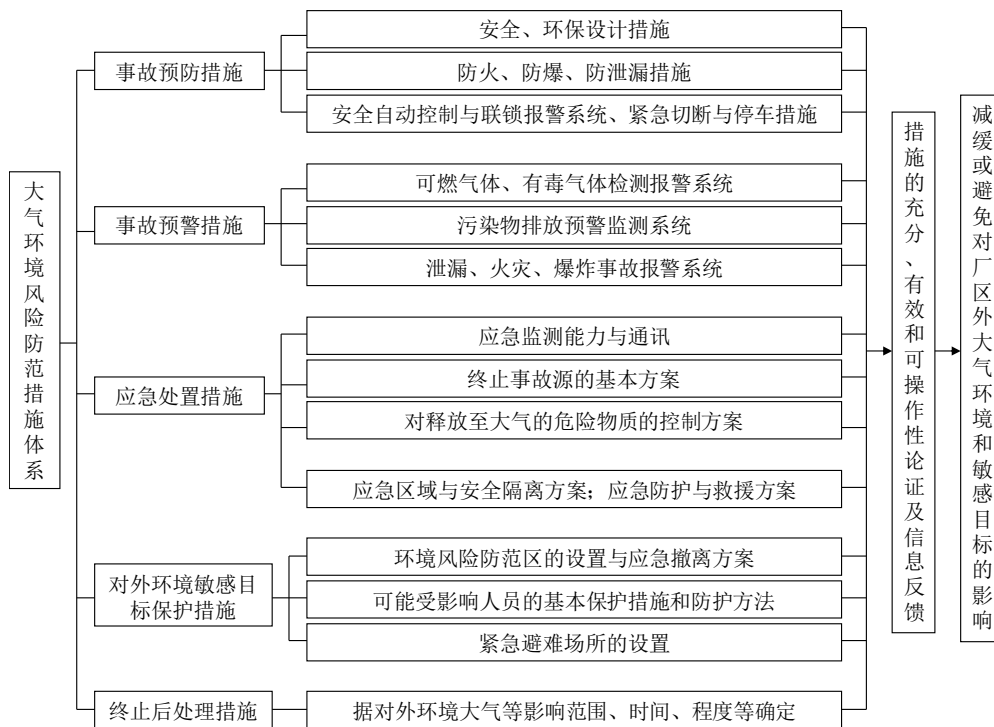 大气环境风险防范措施体系
事故预防措施
安全、环保设计措施
防火、防爆、防泄漏措施
安全自动控制与联锁报警系统、紧急切断与停车措施
事故预警措施
可燃气体、有毒气体检测报警系统
污染物排放预警监测系统
泄漏、火灾、爆炸事故报警系统
应急处置措施
应急监测能力与通讯
终止事故源的基本方案
对释放至大气的危险物质的控制方案
应急区域与安全隔离方案；应急防护与救援方案
对外环境敏感目
标保护措施
环境风险防范区的设置与应急撤离方案
可能受影响人员的基本保护措施和防护方法
紧急避难场所的设置
终止后处理措施
据对外环境大气等影响范围、时间、程度等确定
措施的充分、有效和可操作性论证及信息反馈
减缓或避免对厂区外大气环境和敏感目标的影响